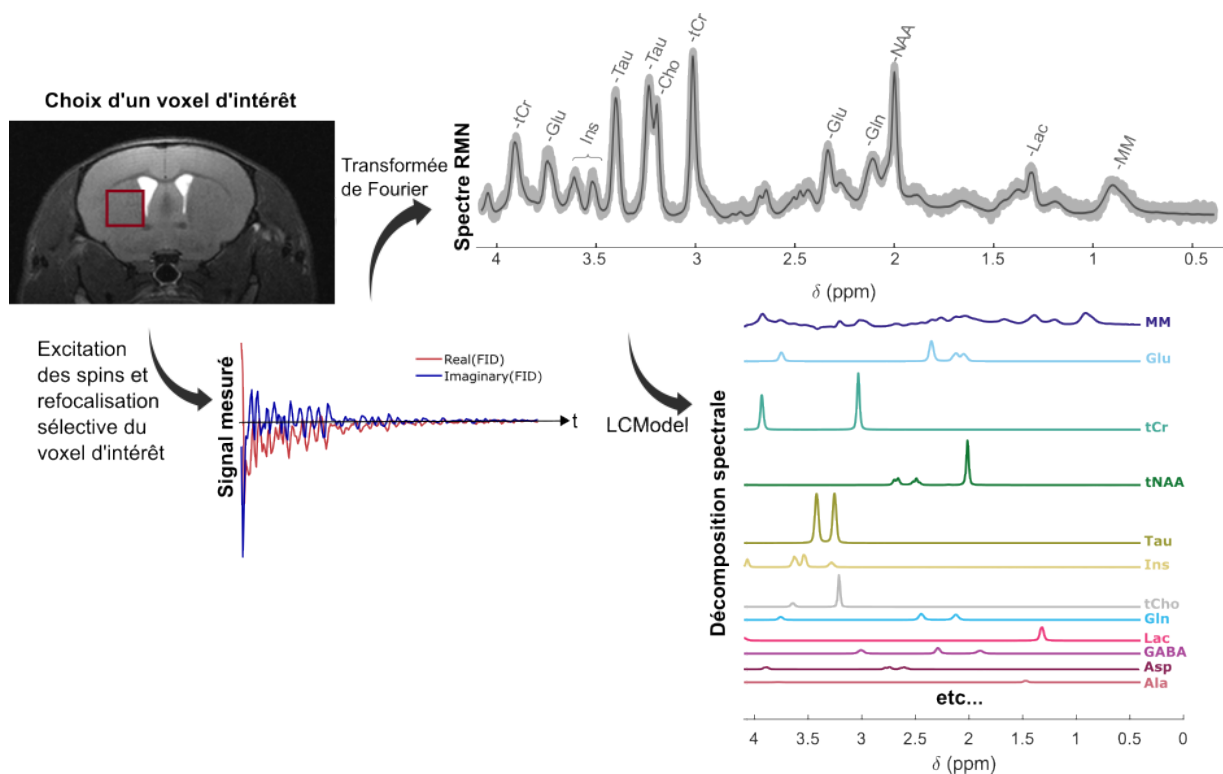 Choix d'un voxel d'intérêt
Transformée
de Fourier
Spectre RMN
-tCr
-Glu
Ins
-Tau
-Tau
-Cho
-tCr
-Glu
-Gln
-NAA
-Lac
-MM
4
3.5
3
2.5
2
1.5
1
0.5
δ (ppm)
Excitation
des spins et
refocalisation
sélective du
voxel d'intérêt
Signal mesuré
Real(FID)
Imaginary(FID)
t
LCModel
Décomposition spectrale
MM
Glu
tCr
tNAA
Tau
Ins
tCho
Gln
Lac
GABA
Asp
Ala
etc...
4
3.5
3
2.5
2
1.5
1
0.5
0
δ (ppm)